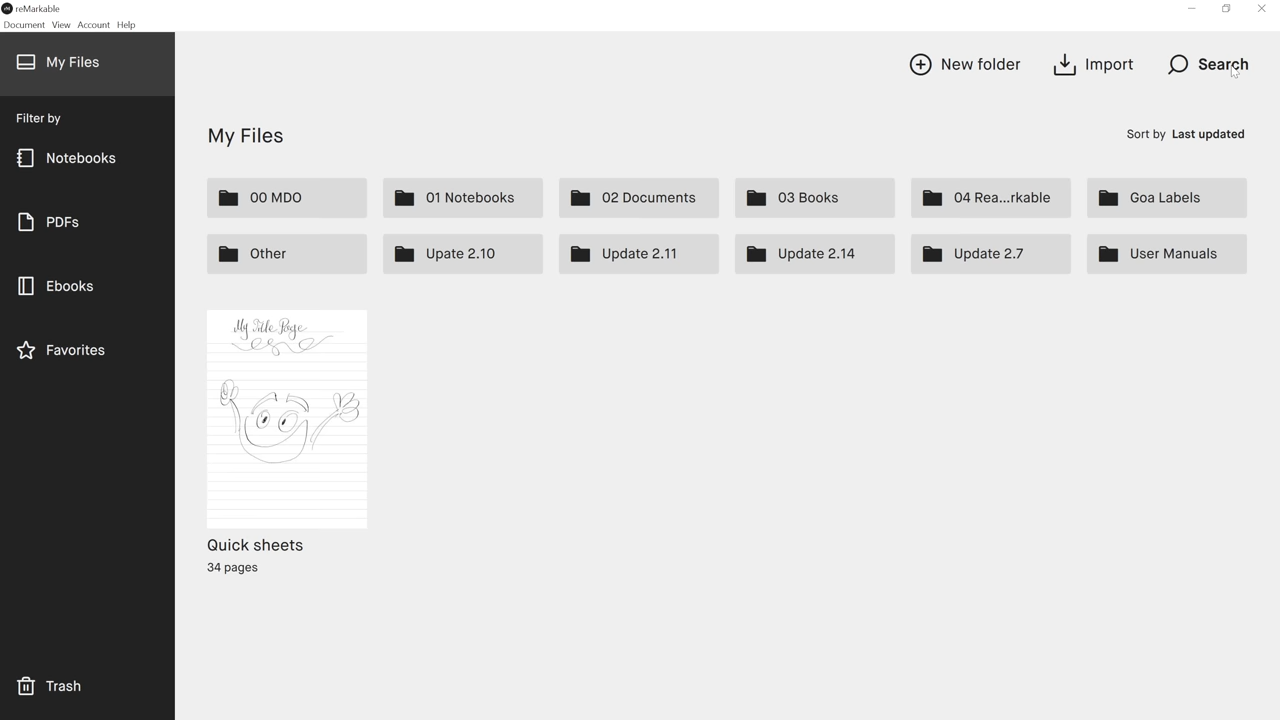 reMarkable
Document View Account Help
My Files
Filter by
Notebooks
PDFs
Ebooks
Favorites
Trash
New folder Import Search
My Files
Sort by Last updated
00 MDO 01 Notebooks 02 Documents 03 Books 04 Rea...rkable Goa Labels
Other Upate 2.10 Update 2.11 Update 2.14 Update 2.7 User Manuals
My Title Page
Quick sheets
34 pages